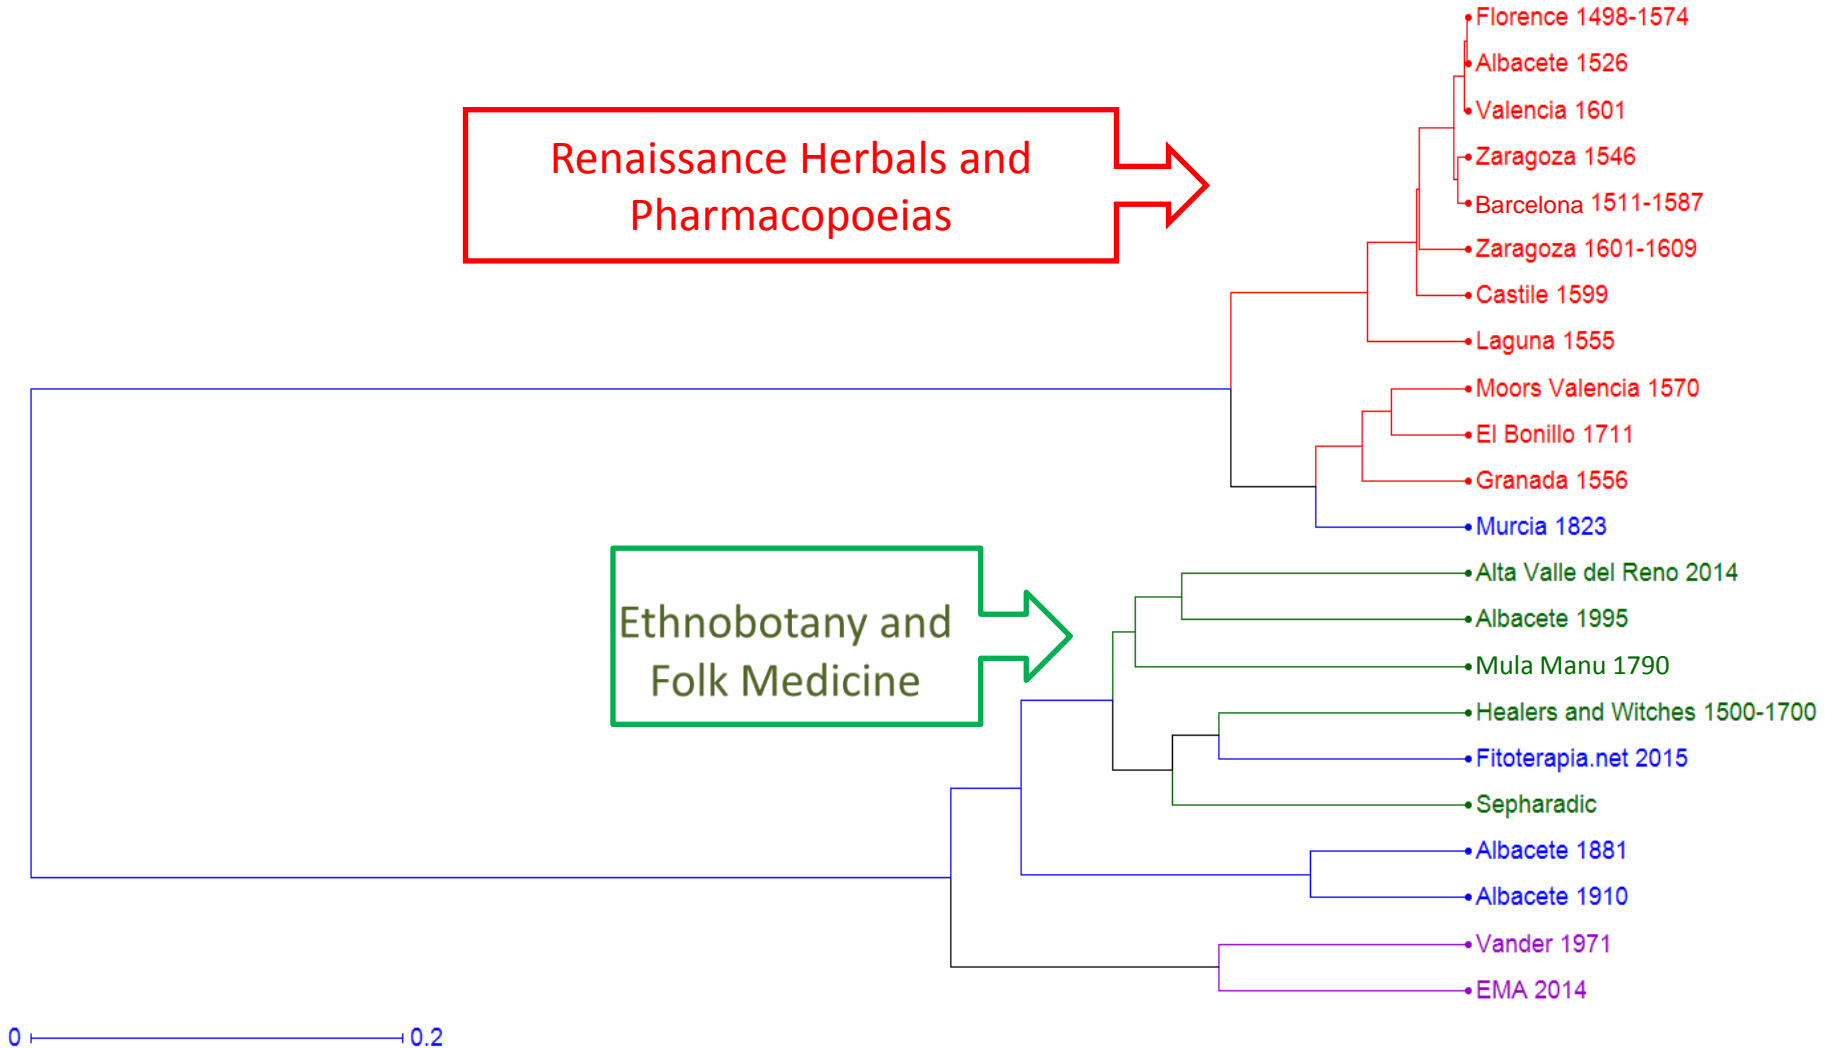 Florence 1498-1574
Albacete 1526
Valencia 1601
Renaissance Herbals and
Pharmacopoeias
Zaragoza 1546
Barcelona 1511-1587
Zaragoza 1601-1609
Castile 1599
Laguna 1555
Moors Valencia 1570
El Bonillo 1711
Granada 1556
Murcia 1823
Alta Valle del Reno 2014
Albacete 1995
Ethnobotany and
Folk Medicine
Mula Manu 1790
Healers and Witches 1500-1700
Fitoterapia.net 2015
Sepharadic
Albacete 1881
Albacete 1910
Vander 1971
EMA 2014
0 0.2